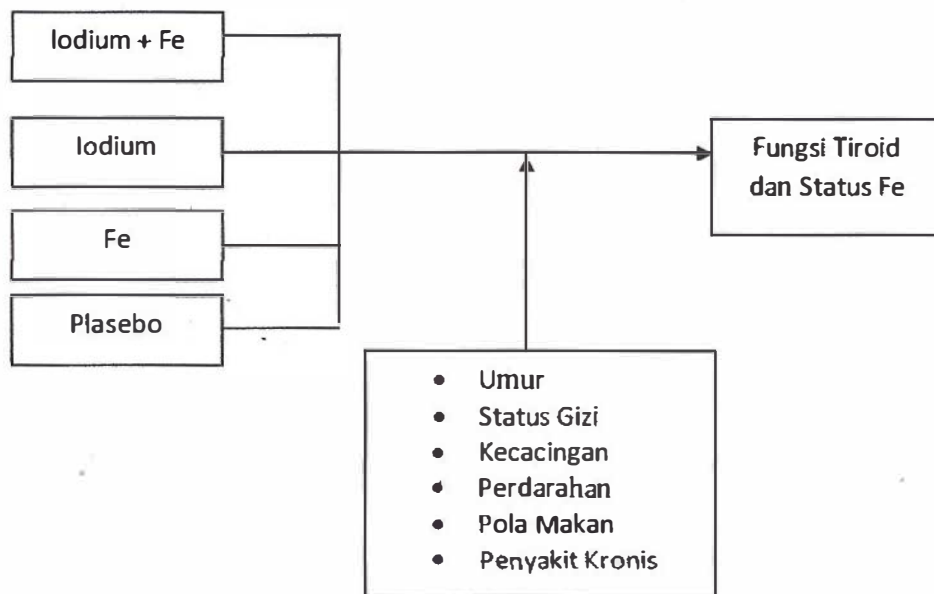 Iodium + Fe
Iodium
Fe
Plasebo
Fungsi Tiroid
dan Status Fe
• Umur
• Status Gizi
• Kecacingan
• Perdarahan
• Pola Makan
• Penyakit Kronis